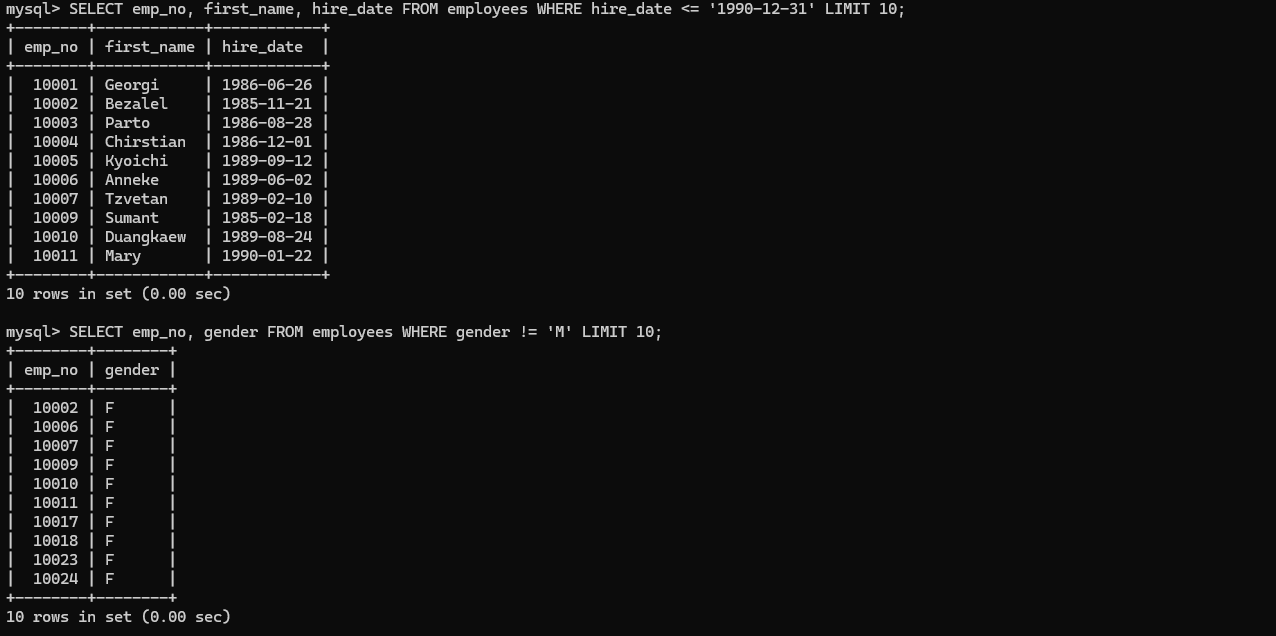 mysql> SELECT emp_no, first_name, hire_date FROM employees WHERE hire_date <= '1990-12-31' LIMIT 10;
+--------+------------+------------+
| emp_no | first_name | hire_date  |
+--------+------------+------------+
|  10001 | Georgi     | 1986-06-26 |
|  10002 | Bezalel    | 1985-11-21 |
|  10003 | Parto      | 1986-08-28 |
|  10004 | Chirstian  | 1986-12-01 |
|  10005 | Kyoichi    | 1989-09-12 |
|  10006 | Anneke     | 1989-06-02 |
|  10007 | Tzvetan    | 1989-02-10 |
|  10009 | Sumant     | 1985-02-18 |
|  10010 | Duangkaew  | 1989-08-24 |
|  10011 | Mary       | 1990-01-22 |
+--------+------------+------------+
10 rows in set (0.00 sec)

mysql> SELECT emp_no, gender FROM employees WHERE gender != 'M' LIMIT 10;
+--------+--------+
| emp_no | gender |
+--------+--------+
|  10002 | F      |
|  10006 | F      |
|  10007 | F      |
|  10009 | F      |
|  10010 | F      |
|  10011 | F      |
|  10017 | F      |
|  10018 | F      |
|  10023 | F      |
|  10024 | F      |
+--------+--------+
10 rows in set (0.00 sec)